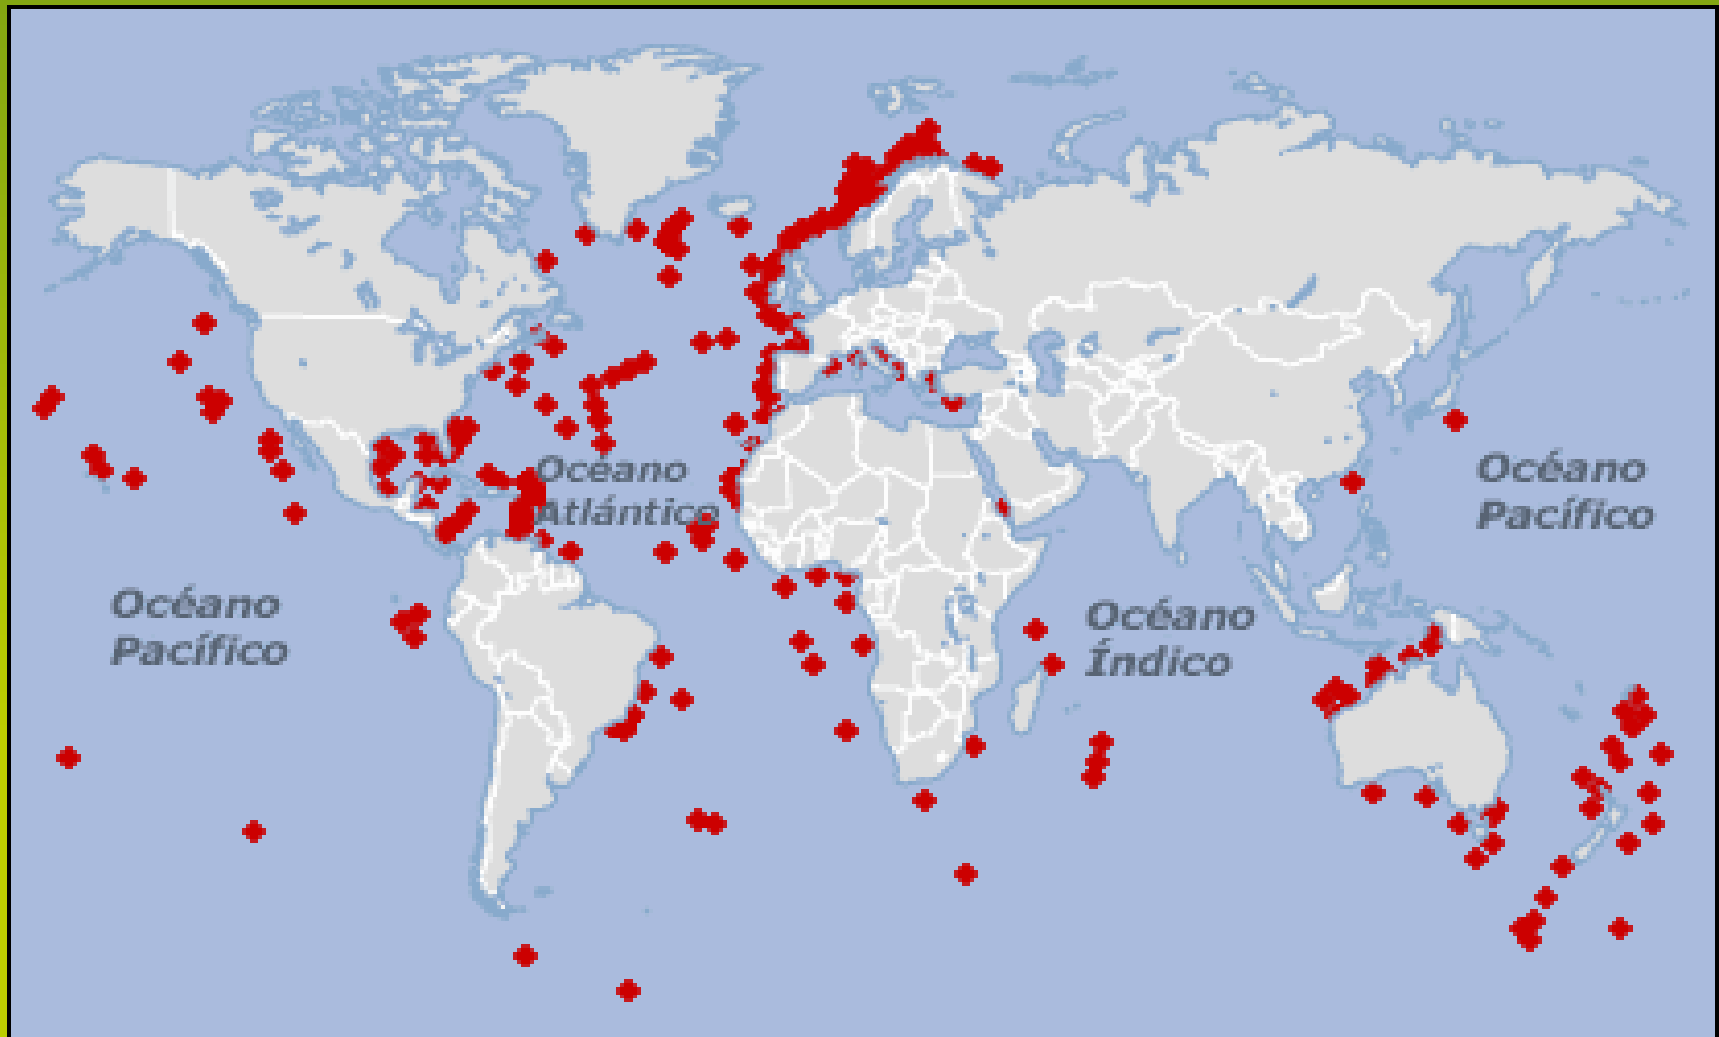 Océano
Atlántico
Océano
Pacífico
Océano
Pacífico
Océano
Índico